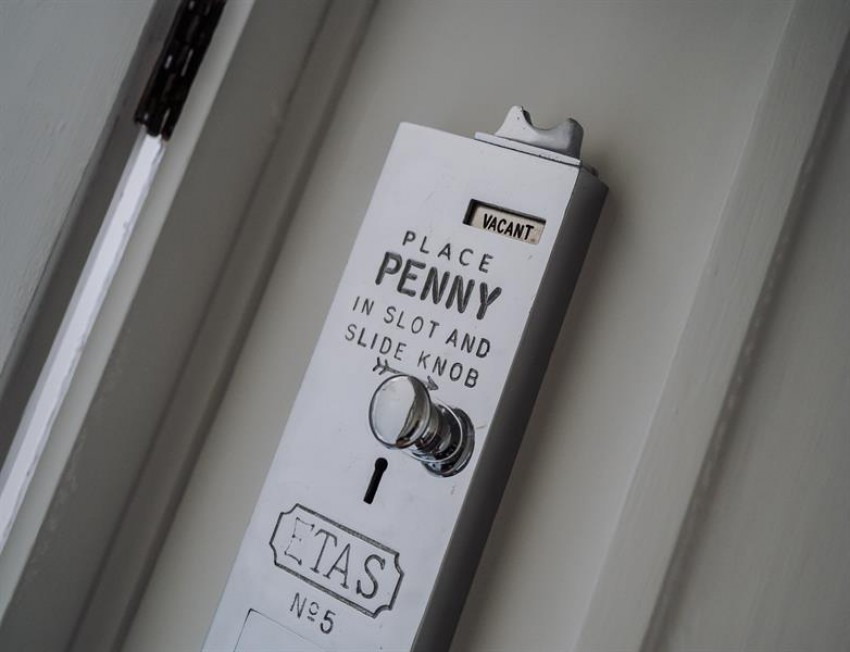 VACANT.
PLACE
PENNY
IN SLOT AND
SLIDE KNOB
ETAS
Nº5